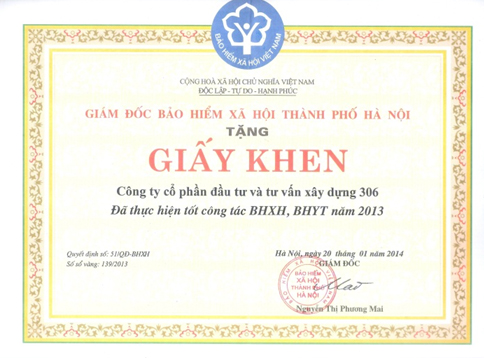 BẢO HIỂM XÃ HỘI VIỆT NAM
CỘNG HOÀ XÃ HỘI CHỦ NGHĨA VIỆT NAM
ĐỘC LẬP - TỰ DO - HẠNH PHÚC
GIÁM ĐỐC BẢO HIỂM XÃ HỘI THÀNH PHỐ HÀ NỘI
TẶNG
GIẤY KHEN
Công ty cổ phần đầu tư và tư vấn xây dựng 306
Đã thực hiện tốt công tác BHXH, BHYT năm 2013
Quyết định số: 51/QĐ-BHXH
Số sổ vàng: 139/2013
Hà Nội, ngày 20 tháng 01 năm 2014
GIÁM ĐỐC
BẢO HIỂM
XÃ HỘI
THÀNH PHỐ
HÀ NỘI
Nguyễn Thị Phương Mai